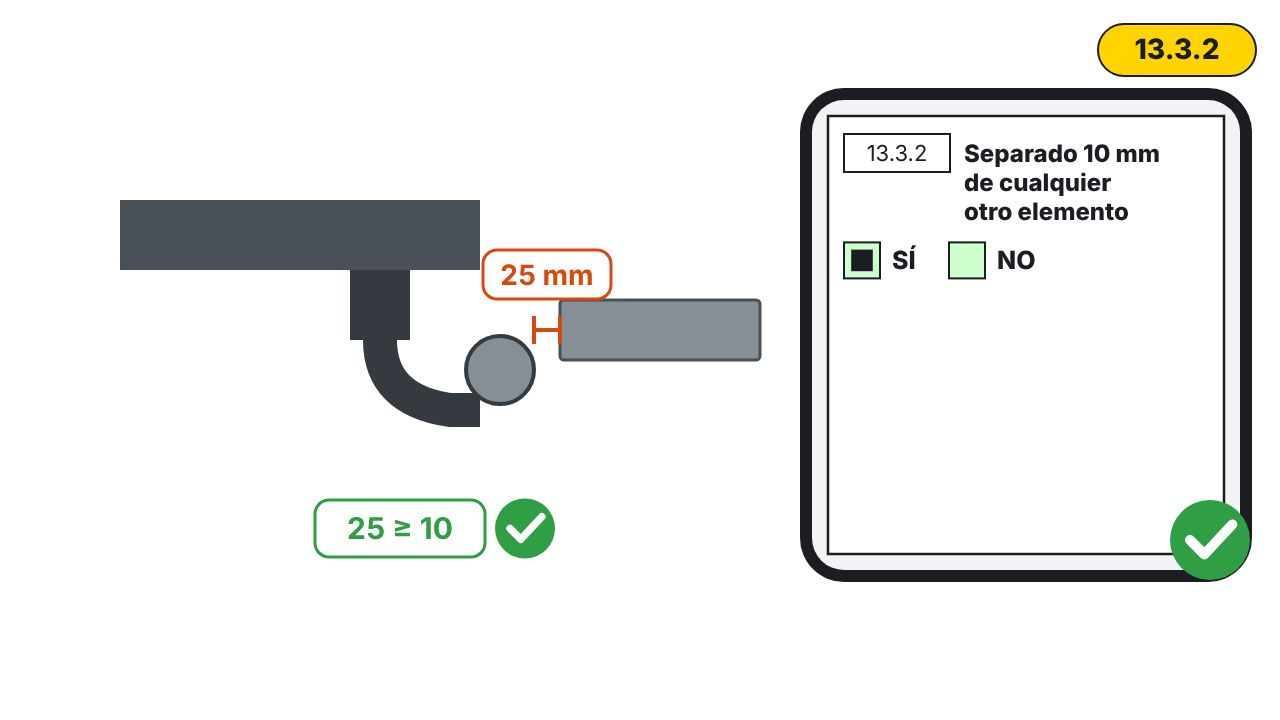 13.3.2
13.3.2
Separado 10 mm
de cualquier
otro elemento
SÍ
NO
25 mm
25 ≥ 10